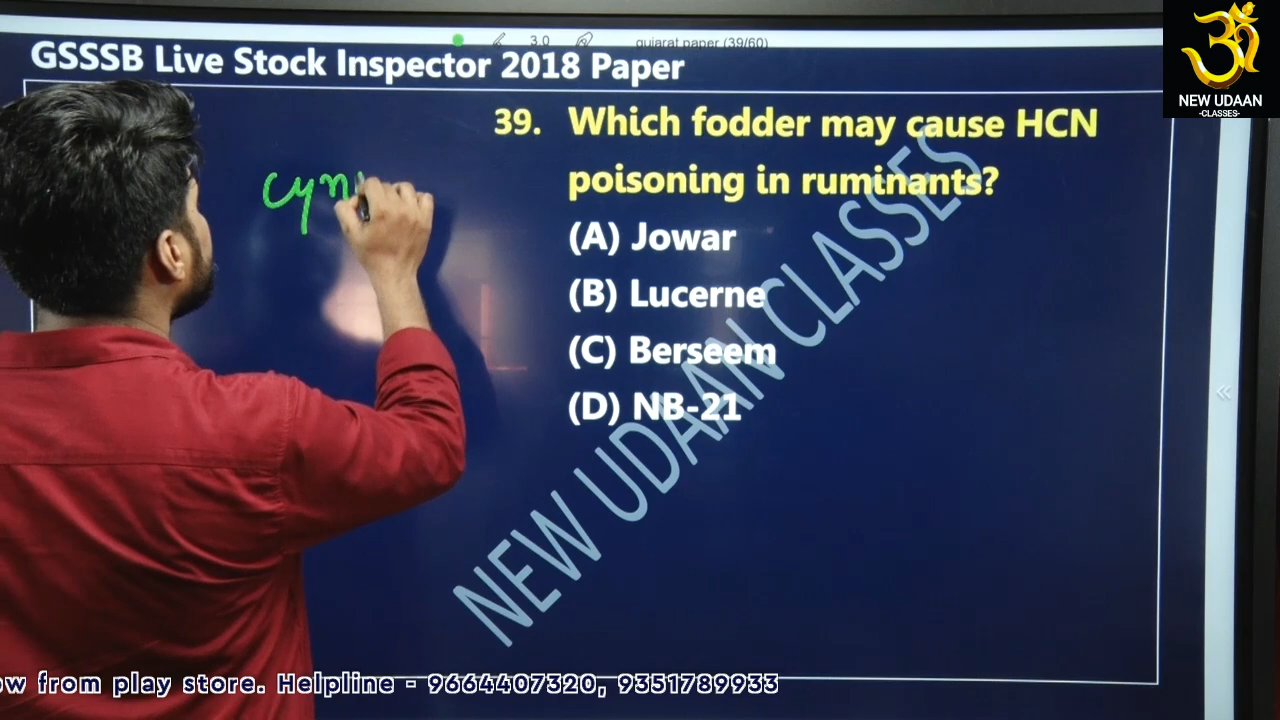 3.0 gujarat paper (39/60)
GSSSB Live Stock Inspector 2018 Paper
NEW UDAAN
-CLASSES-
39. Which fodder may cause HCN
poisoning in ruminants?
(A) Jowar
(B) Lucerne
(C) Berseem
(D) NB-21
Cyn
NEW UDAAN CLASSES
ow from play store. Helpline - 9664407320, 9351789933